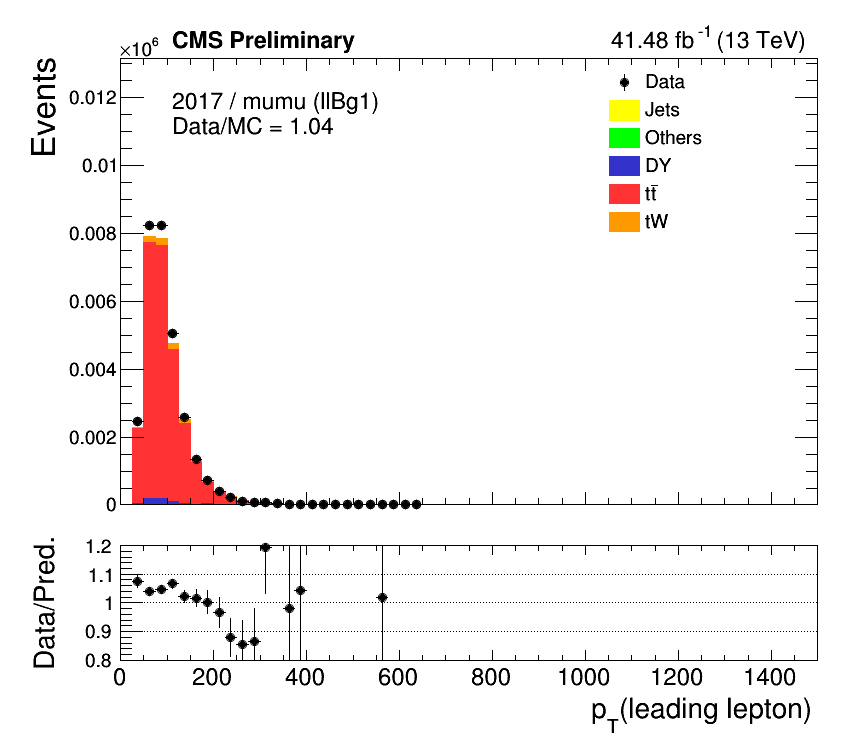 ×10⁶ CMS Preliminary 41.48 fb⁻¹ (13 TeV)
Events
2017 / mumu (llBg1)
Data/MC = 1.04
Data
Jets
Others
DY
tt̄
tW
0.012
0.01
0.008
0.006
0.004
0.002
0
Data/Pred.
1.2
1.1
1
0.9
0.8
0 200 400 600 800 1000 1200 1400
p_T(leading lepton)